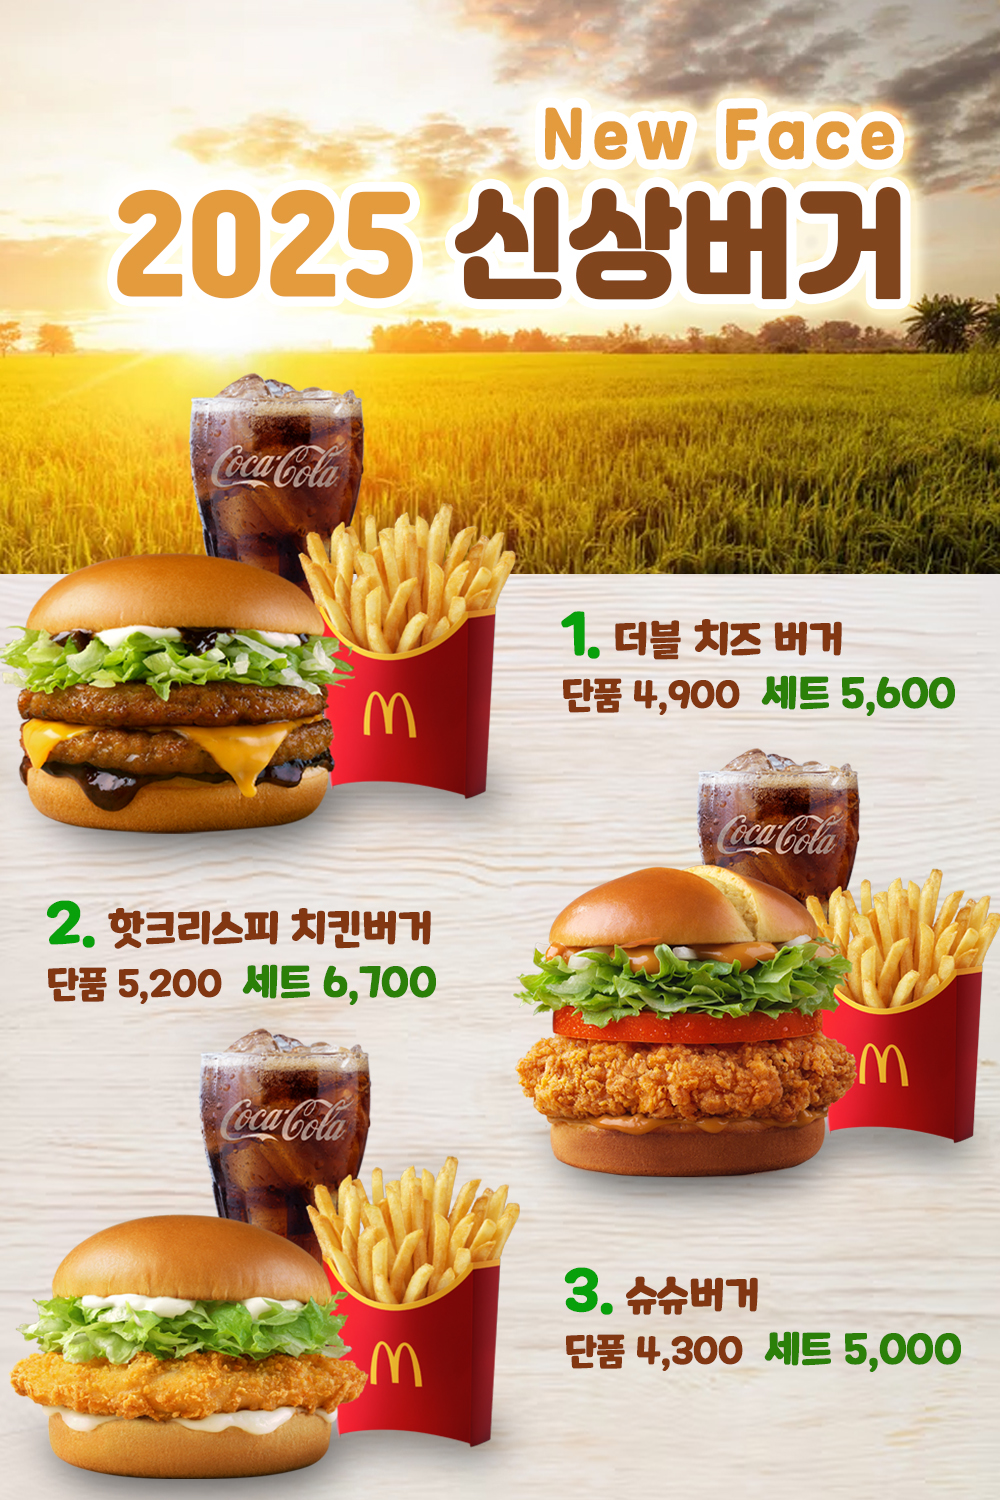 New Face
2025 신상버거
Coca-Cola
M
1. 더블 치즈 버거
단품 4,900 세트 5,600
Coca-Cola
M
2. 핫크리스피 치킨버거
단품 5,200 세트 6,700
Coca-Cola
M
3. 슈슈버거
단품 4,300 세트 5,000